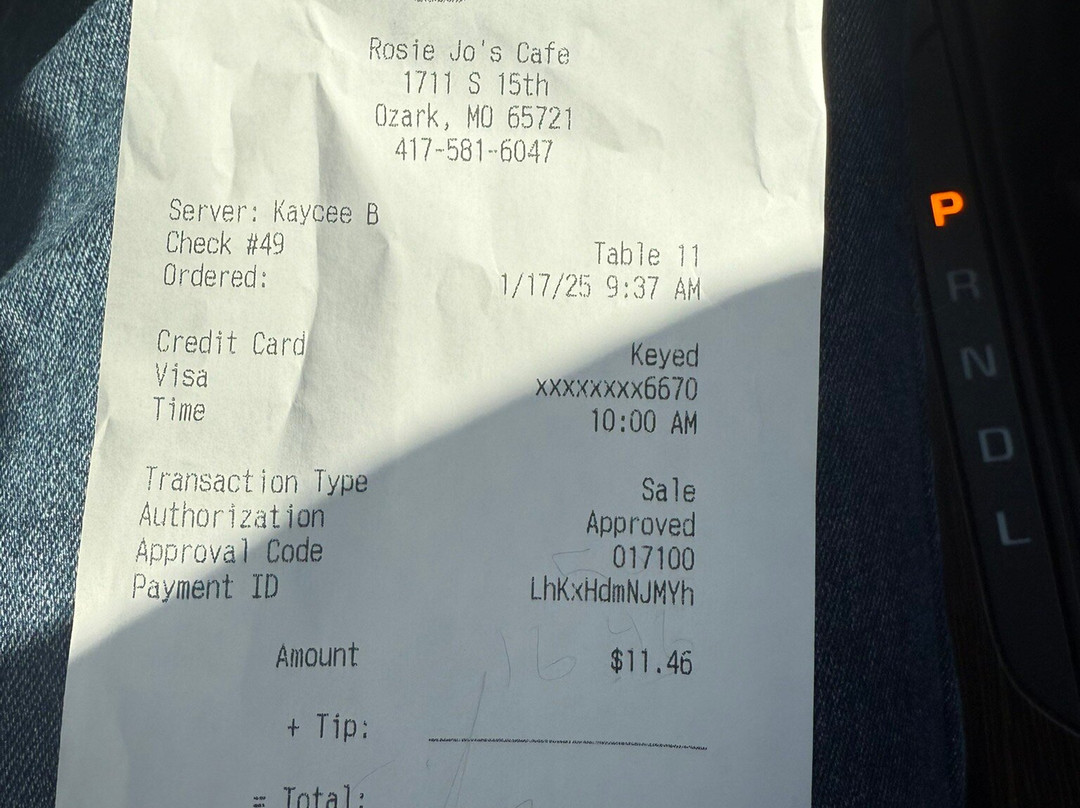 Rosie Jo's Cafe
1711 S 15th
Ozark, MO 65721
417-581-6047
Server: Kaycee B
Check #49
Table 11
Ordered:
1/17/25 9:37 AM
Credit Card
Keyed
Visa
xxxxxxxx6670
Time
10:00 AM
Transaction Type
Sale
Authorization
Approved
Approval Code
017100
Payment ID
LhKxHdmNJMYh
Amount
$11.46
+ Tip:
= Total:
P
R
N
D
L